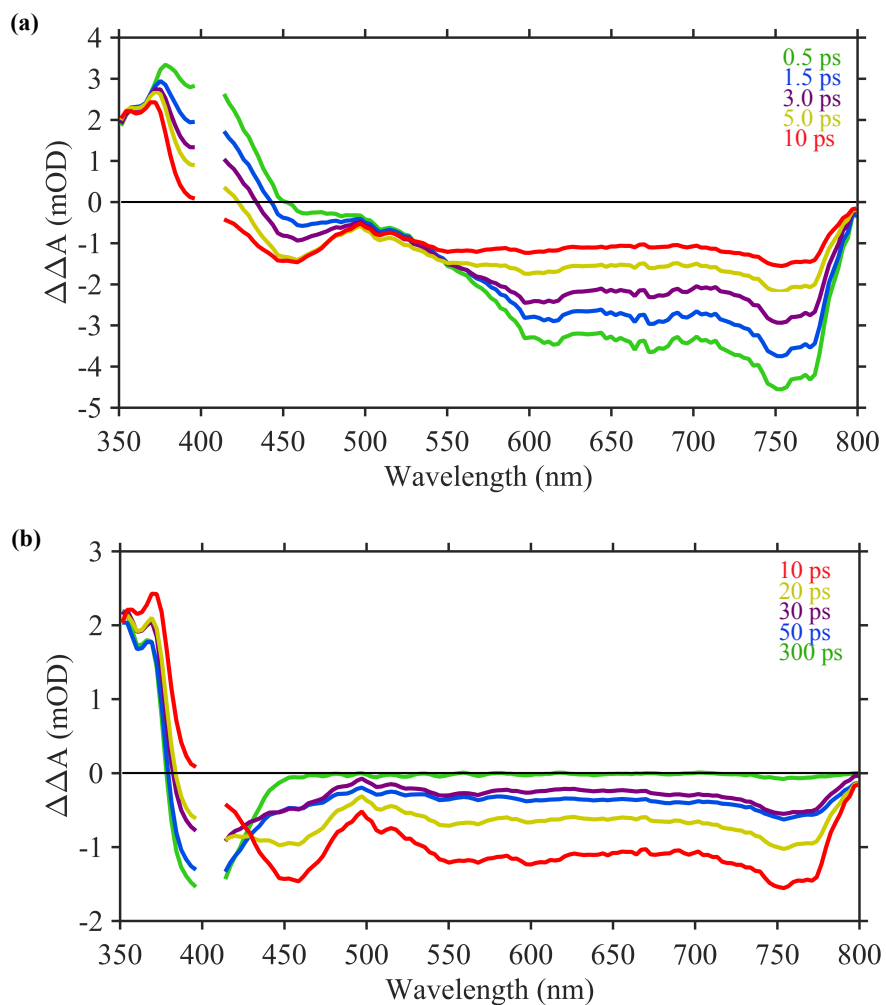 (a)
4
3
2
1
0
-1
-2
-3
-4
-5
ΔΔA (mOD)
0.5 ps
1.5 ps
3.0 ps
5.0 ps
10 ps
350 400 450 500 550 600 650 700 750 800
Wavelength (nm)
(b)
3
2
1
0
-1
-2
ΔΔA (mOD)
10 ps
20 ps
30 ps
50 ps
300 ps
350 400 450 500 550 600 650 700 750 800
Wavelength (nm)